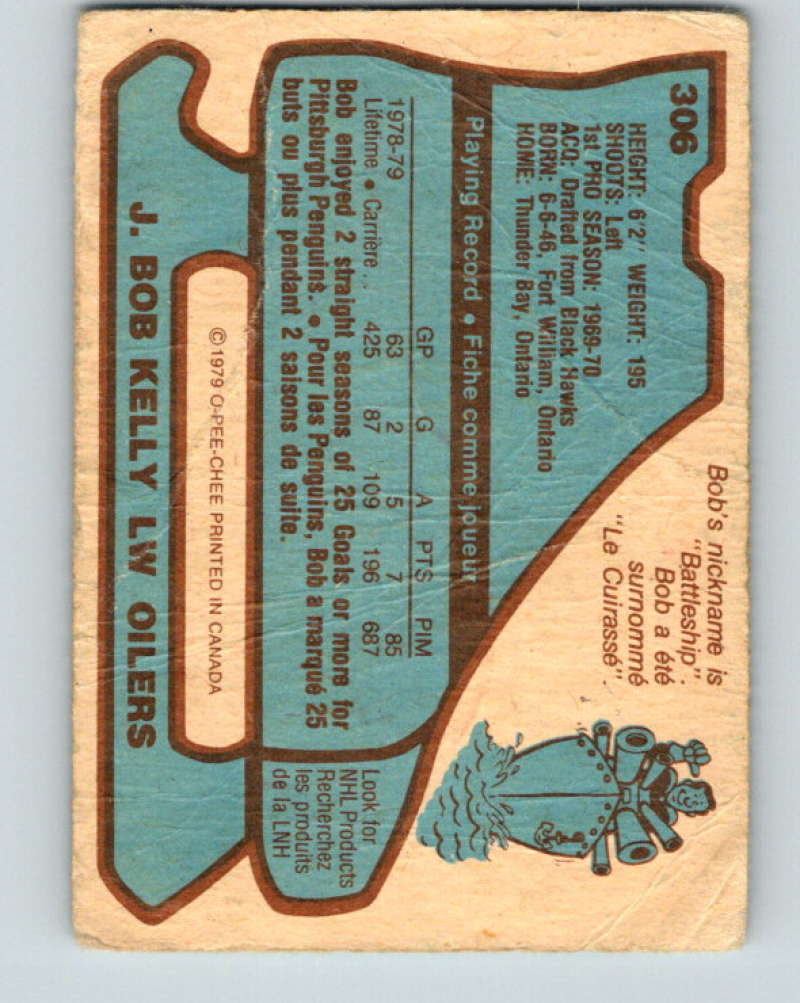 306
HEIGHT: 6'2" WEIGHT: 195
SHOOTS: Left
1st PRO SEASON: 1969-70
ACQ: Drafted from Black Hawks
BORN: 6-6-46, Fort William, Ontario
HOME: Thunder Bay, Ontario
Bob's nickname is
"Battleship".
Bob a été
surnommé
"Le Cuirassé".
Playing Record • Fiche comme joueur
GP G A PTS PIM
1978-79 63 2 5 7 85
Lifetime • Carrière . . 425 87 109 196 687
Bob enjoyed 2 straight seasons of 25 Goals or more for
Pittsburgh Penguins. • Pour les Penguins, Bob a marqué 25
buts ou plus pendant 2 saisons de suite.
Look for
NHL Products
Recherchez
les produits
de la LNH
© 1979 O-PEE-CHEE PRINTED IN CANADA
J. BOB KELLY LW OILERS